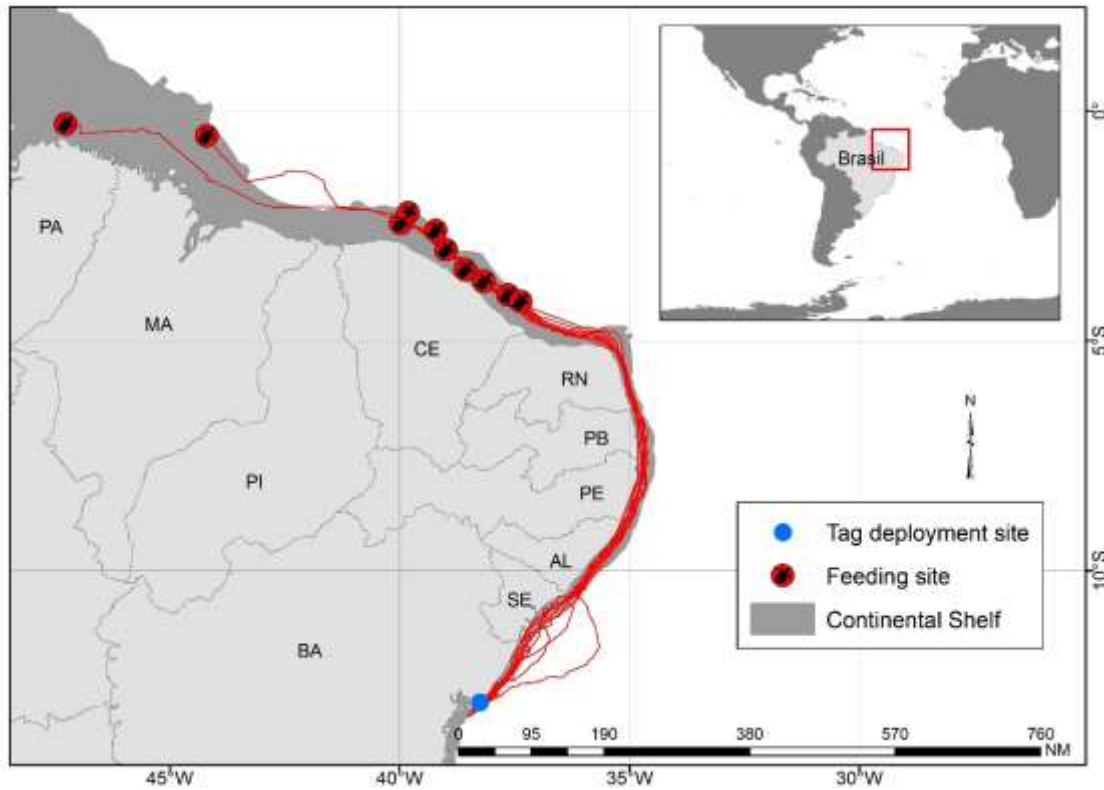 Brasil
0°
PA
MA
CE
5°S
RN
N
PB
PI
PE
Tag deployment site
AL
10°S
Feeding site
SE
Continental Shelf
BA
0 95 190 380 570 760
NM
45°W 40°W 35°W 30°W